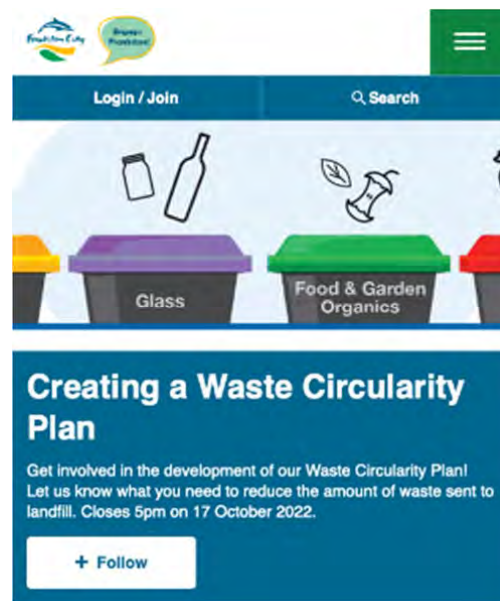 Frankston City
Login / Join
Search
Glass
Food & Garden
Organics
Creating a Waste Circularity
Plan
Get involved in the development of our Waste Circularity Plan!
Let us know what you need to reduce the amount of waste sent to
landfill. Closes 5pm on 17 October 2022.
+ Follow